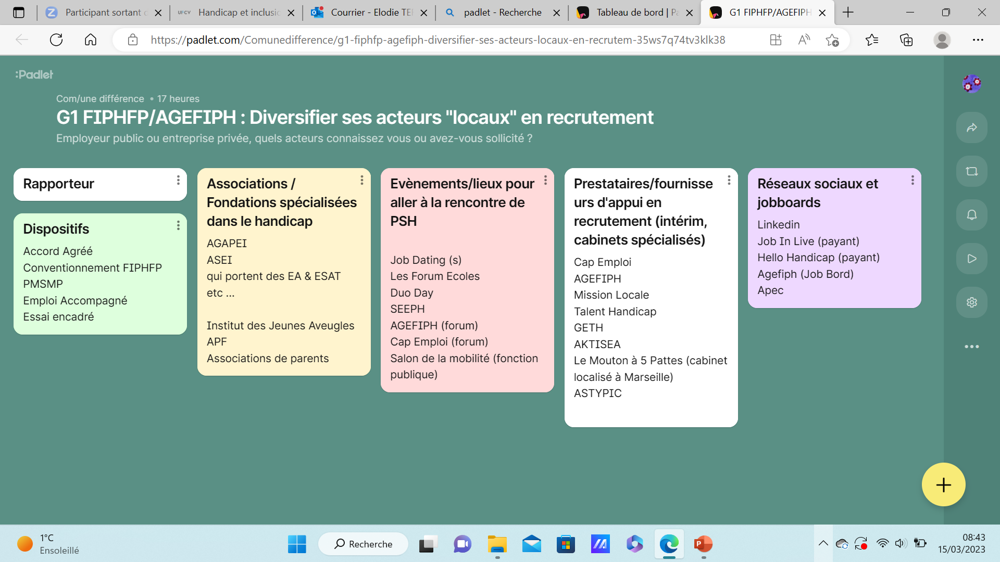 Participant sortant d
UFCV Handicap et inclusio
Courrier - Elodie TE
padlet - Recherche
Tableau de bord | Pa
G1 FIPHFP/AGEFIPH
https://padlet.com/Comunedifference/g1-fiphfp-agefiph-diversifier-ses-acteurs-locaux-en-recrutem-35ws7q74tv3klk38
:Padlet
Com/une différence • 17 heures
G1 FIPHFP/AGEFIPH : Diversifier ses acteurs "locaux" en recrutement
Employeur public ou entreprise privée, quels acteurs connaissez vous ou avez-vous sollicité ?
Rapporteur
Dispositifs
Accord Agréé
Conventionnement FIPHFP
PMSMP
Emploi Accompagné
Essai encadré
Associations /
Fondations spécialisées
dans le handicap
AGAPEI
ASEI
qui portent des EA & ESAT
etc ...
Institut des Jeunes Aveugles
APF
Associations de parents
Evènements/lieux pour
aller à la rencontre de
PSH
Job Dating (s)
Les Forum Ecoles
Duo Day
SEEPH
AGEFIPH (forum)
Cap Emploi (forum)
Salon de la mobilité (fonction
publique)
Prestataires/fournisse
urs d'appui en
recrutement (intérim,
cabinets spécialisés)
Cap Emploi
AGEFIPH
Mission Locale
Talent Handicap
GETH
AKTISEA
Le Mouton à 5 Pattes (cabinet
localisé à Marseille)
ASTYPIC
Réseaux sociaux et
jobboards
Linkedin
Job In Live (payant)
Hello Handicap (payant)
Agefiph (Job Bord)
Apec
1°C
Ensoleillé
Recherche
08:43
15/03/2023